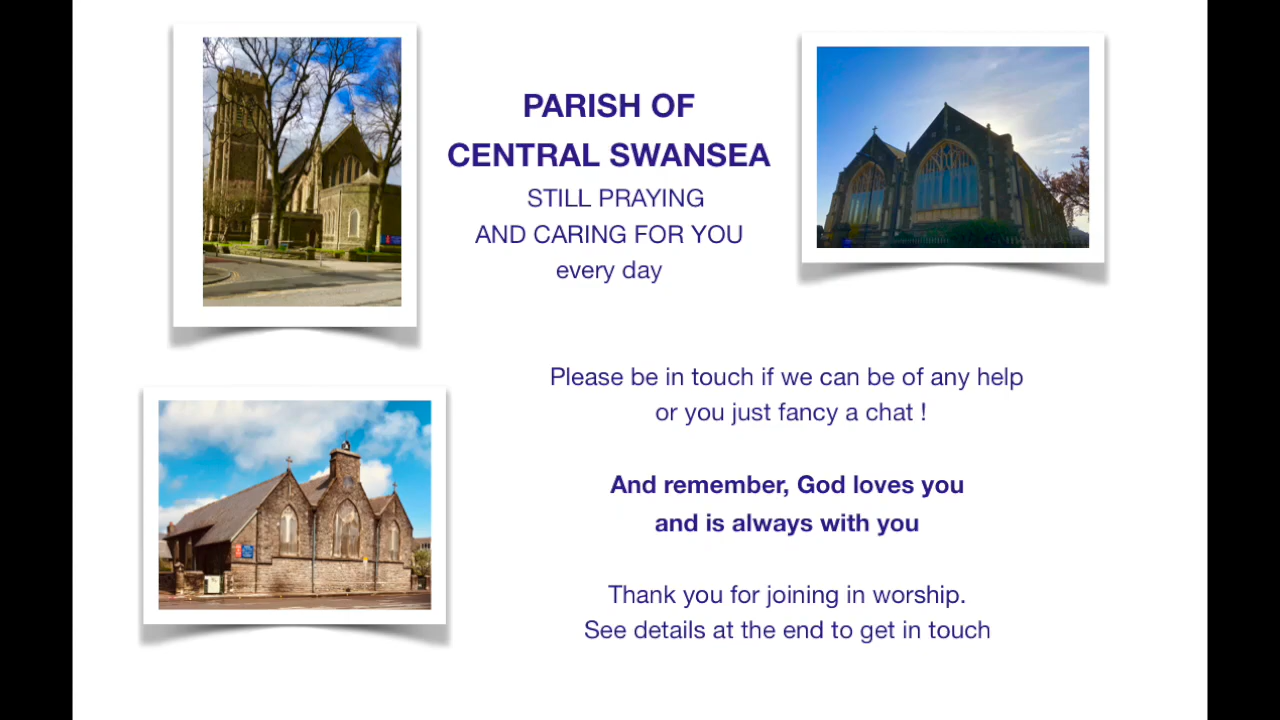 PARISH OF
CENTRAL SWANSEA
STILL PRAYING
AND CARING FOR YOU
every day
Please be in touch if we can be of any help
or you just fancy a chat !
And remember, God loves you
and is always with you
Thank you for joining in worship.
See details at the end to get in touch